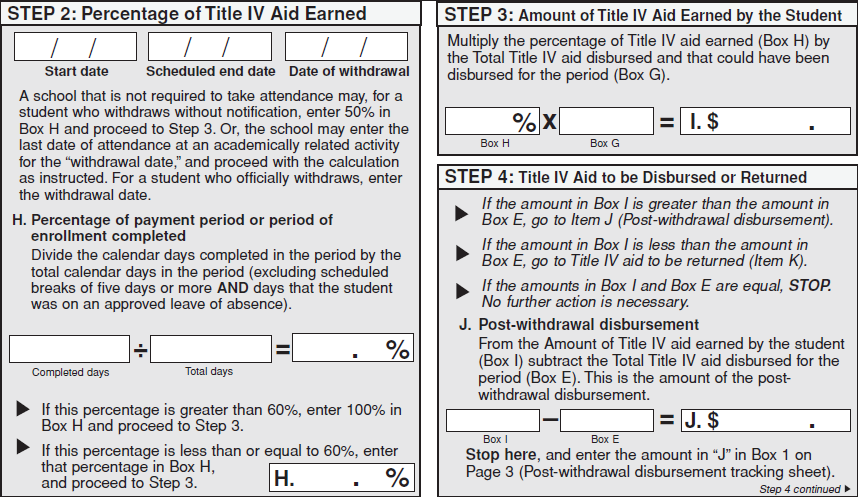 STEP 2: Percentage of Title IV Aid Earned
/ /
/ /
/ /
Start date
Scheduled end date
Date of withdrawal
A school that is not required to take attendance may, for a
student who withdraws without notification, enter 50% in
Box H and proceed to Step 3. Or, the school may enter the
last date of attendance at an academically related activity
for the “withdrawal date,” and proceed with the calculation
as instructed. For a student who officially withdraws, enter
the withdrawal date.
H. Percentage of payment period or period of
enrollment completed
Divide the calendar days completed in the period by the
total calendar days in the period (excluding scheduled
breaks of five days or more AND days that the student
was on an approved leave of absence).
÷ = . %
Completed days
Total days
► If this percentage is greater than 60%, enter 100% in
Box H and proceed to Step 3.
► If this percentage is less than or equal to 60%, enter
that percentage in Box H,
and proceed to Step 3.
H. . %
STEP 3: Amount of Title IV Aid Earned by the Student
Multiply the percentage of Title IV aid earned (Box H) by
the Total Title IV aid disbursed and that could have been
disbursed for the period (Box G).
% X = I. $ .
Box H
Box G
STEP 4: Title IV Aid to be Disbursed or Returned
► If the amount in Box I is greater than the amount in
Box E, go to Item J (Post-withdrawal disbursement).
► If the amount in Box I is less than the amount in
Box E, go to Title IV aid to be returned (Item K).
► If the amounts in Box I and Box E are equal, STOP.
No further action is necessary.
J. Post-withdrawal disbursement
From the Amount of Title IV aid earned by the student
(Box I) subtract the Total Title IV aid disbursed for the
period (Box E). This is the amount of the post-
withdrawal disbursement.
– = J. $ .
Box I
Box E
Stop here, and enter the amount in “J” in Box 1 on
Page 3 (Post-withdrawal disbursement tracking sheet).
Step 4 continued ►